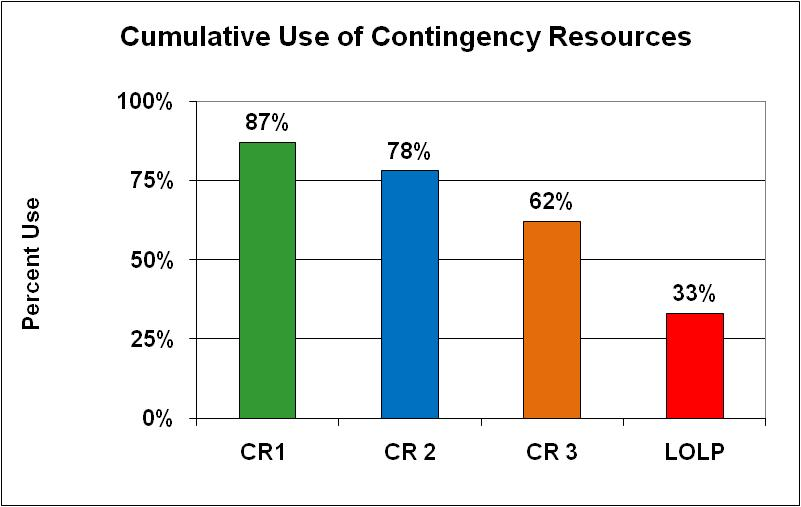 Cumulative Use of Contingency Resources
Percent Use
100%
75%
50%
25%
0%
87%
78%
62%
33%
CR1
CR 2
CR 3
LOLP